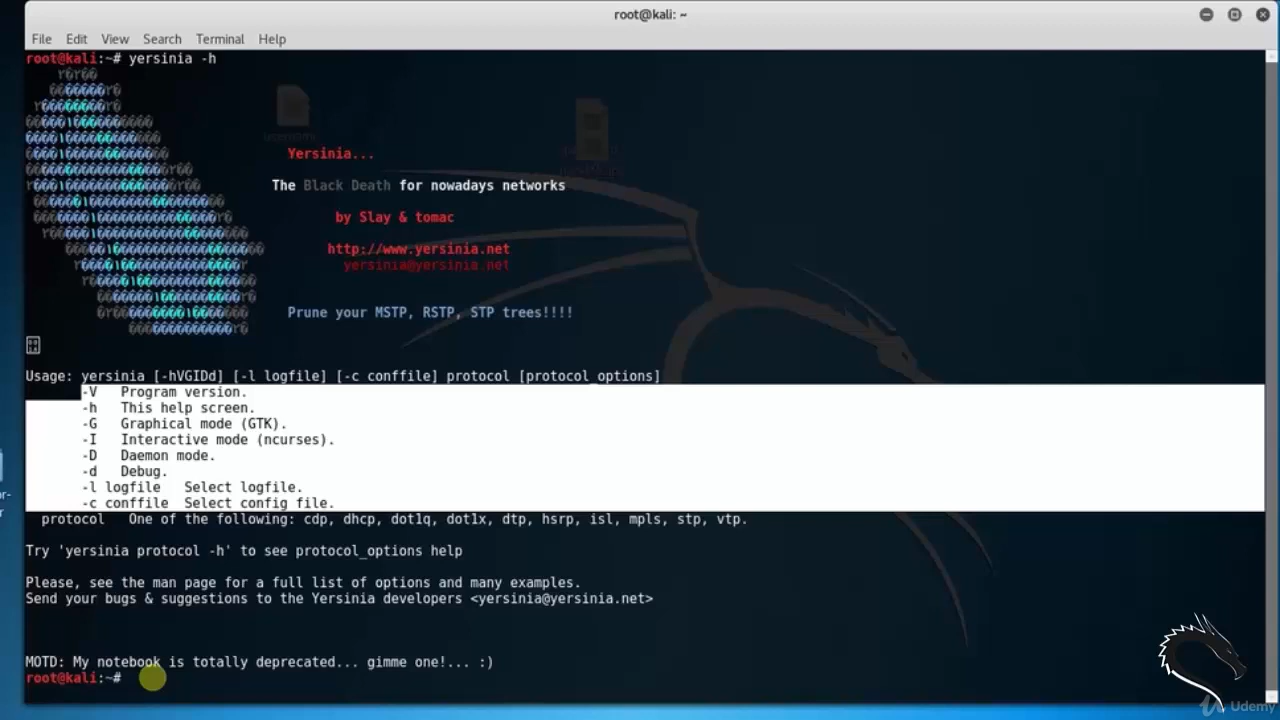 root@kali: ~
File Edit View Search Terminal Help
root@kali:~# yersinia -h
Yersinia...
The Black Death for nowadays networks
by Slay & tomac
http://www.yersinia.net
yersinia@yersinia.net
Prune your MSTP, RSTP, STP trees!!!!
Usage: yersinia [-hVGIDd] [-l logfile] [-c conffile] protocol [protocol_options]
-V Program version.
-h This help screen.
-G Graphical mode (GTK).
-I Interactive mode (ncurses).
-D Daemon mode.
-d Debug.
-l logfile Select logfile.
-c conffile Select config file.
protocol One of the following: cdp, dhcp, dot1q, dot1x, dtp, hsrp, isl, mpls, stp, vtp.
Try 'yersinia protocol -h' to see protocol_options help
Please, see the man page for a full list of options and many examples.
Send your bugs & suggestions to the Yersinia developers <yersinia@yersinia.net>
MOTD: My notebook is totally deprecated... gimme one!... :)
root@kali:~#
Udemy